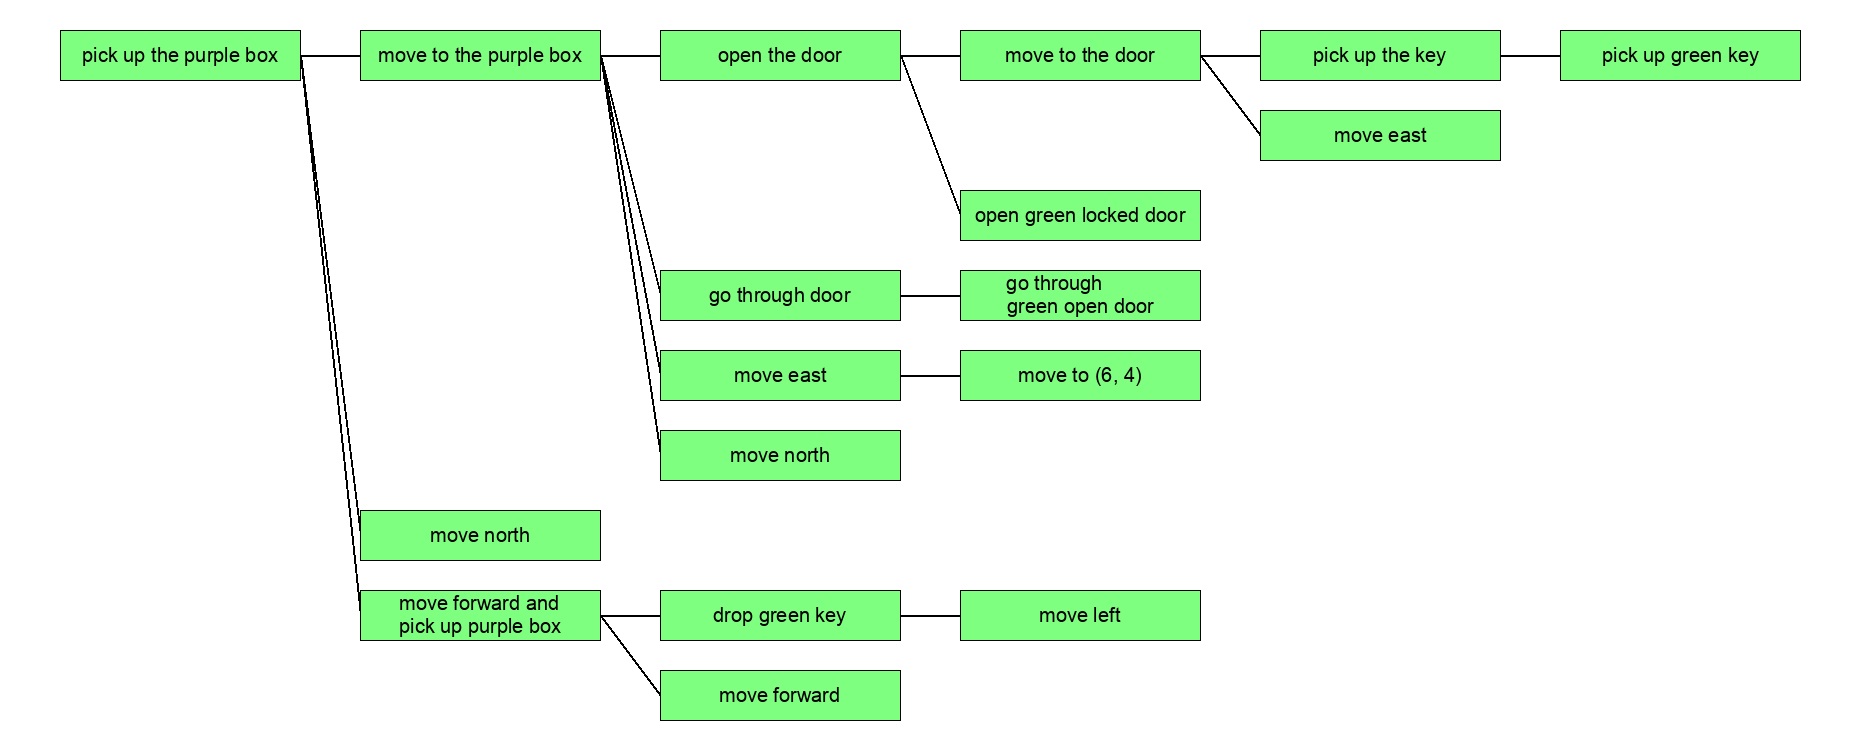 pick up the purple box
move to the purple box
open the door
move to the door
pick up the key
pick up green key
move east
open green locked door
go through door
go through
green open door
move east
move to (6, 4)
move north
move north
move forward and
pick up purple box
drop green key
move left
move forward